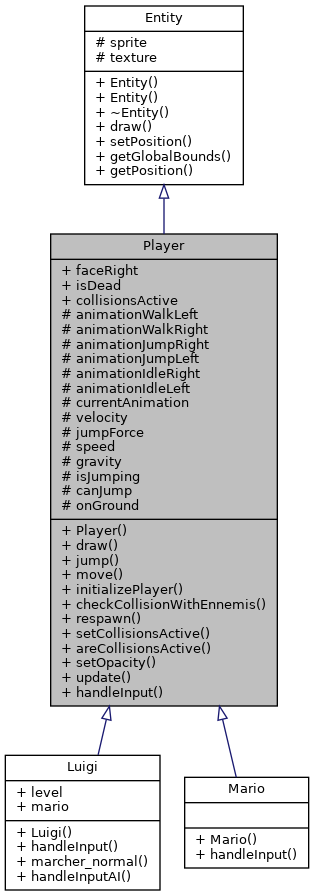 Entity
# sprite
# texture
+ Entity()
+ Entity()
+ ~Entity()
+ draw()
+ setPosition()
+ getGlobalBounds()
+ getPosition()
Player
+ faceRight
+ isDead
+ collisionsActive
# animationWalkLeft
# animationWalkRight
# animationJumpRight
# animationJumpLeft
# animationIdleRight
# animationIdleLeft
# currentAnimation
# velocity
# jumpForce
# speed
# gravity
# isJumping
# canJump
# onGround
+ Player()
+ draw()
+ jump()
+ move()
+ initializePlayer()
+ checkCollisionWithEnnemis()
+ respawn()
+ setCollisionsActive()
+ areCollisionsActive()
+ setOpacity()
+ update()
+ handleInput()
Luigi
+ level
+ mario
+ Luigi()
+ handleInput()
+ marcher_normal()
+ handleInputAI()
Mario
+ Mario()
+ handleInput()